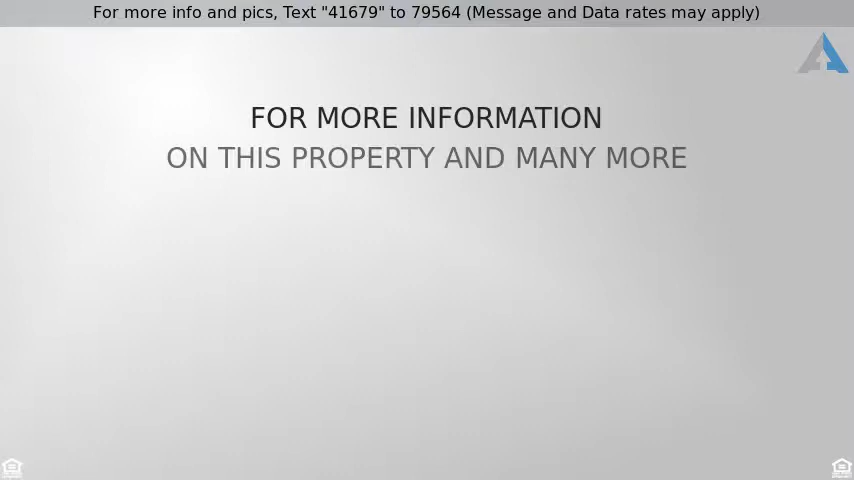 For more info and pics, Text "41679" to 79564 (Message and Data rates may apply)
FOR MORE INFORMATION
ON THIS PROPERTY AND MANY MORE